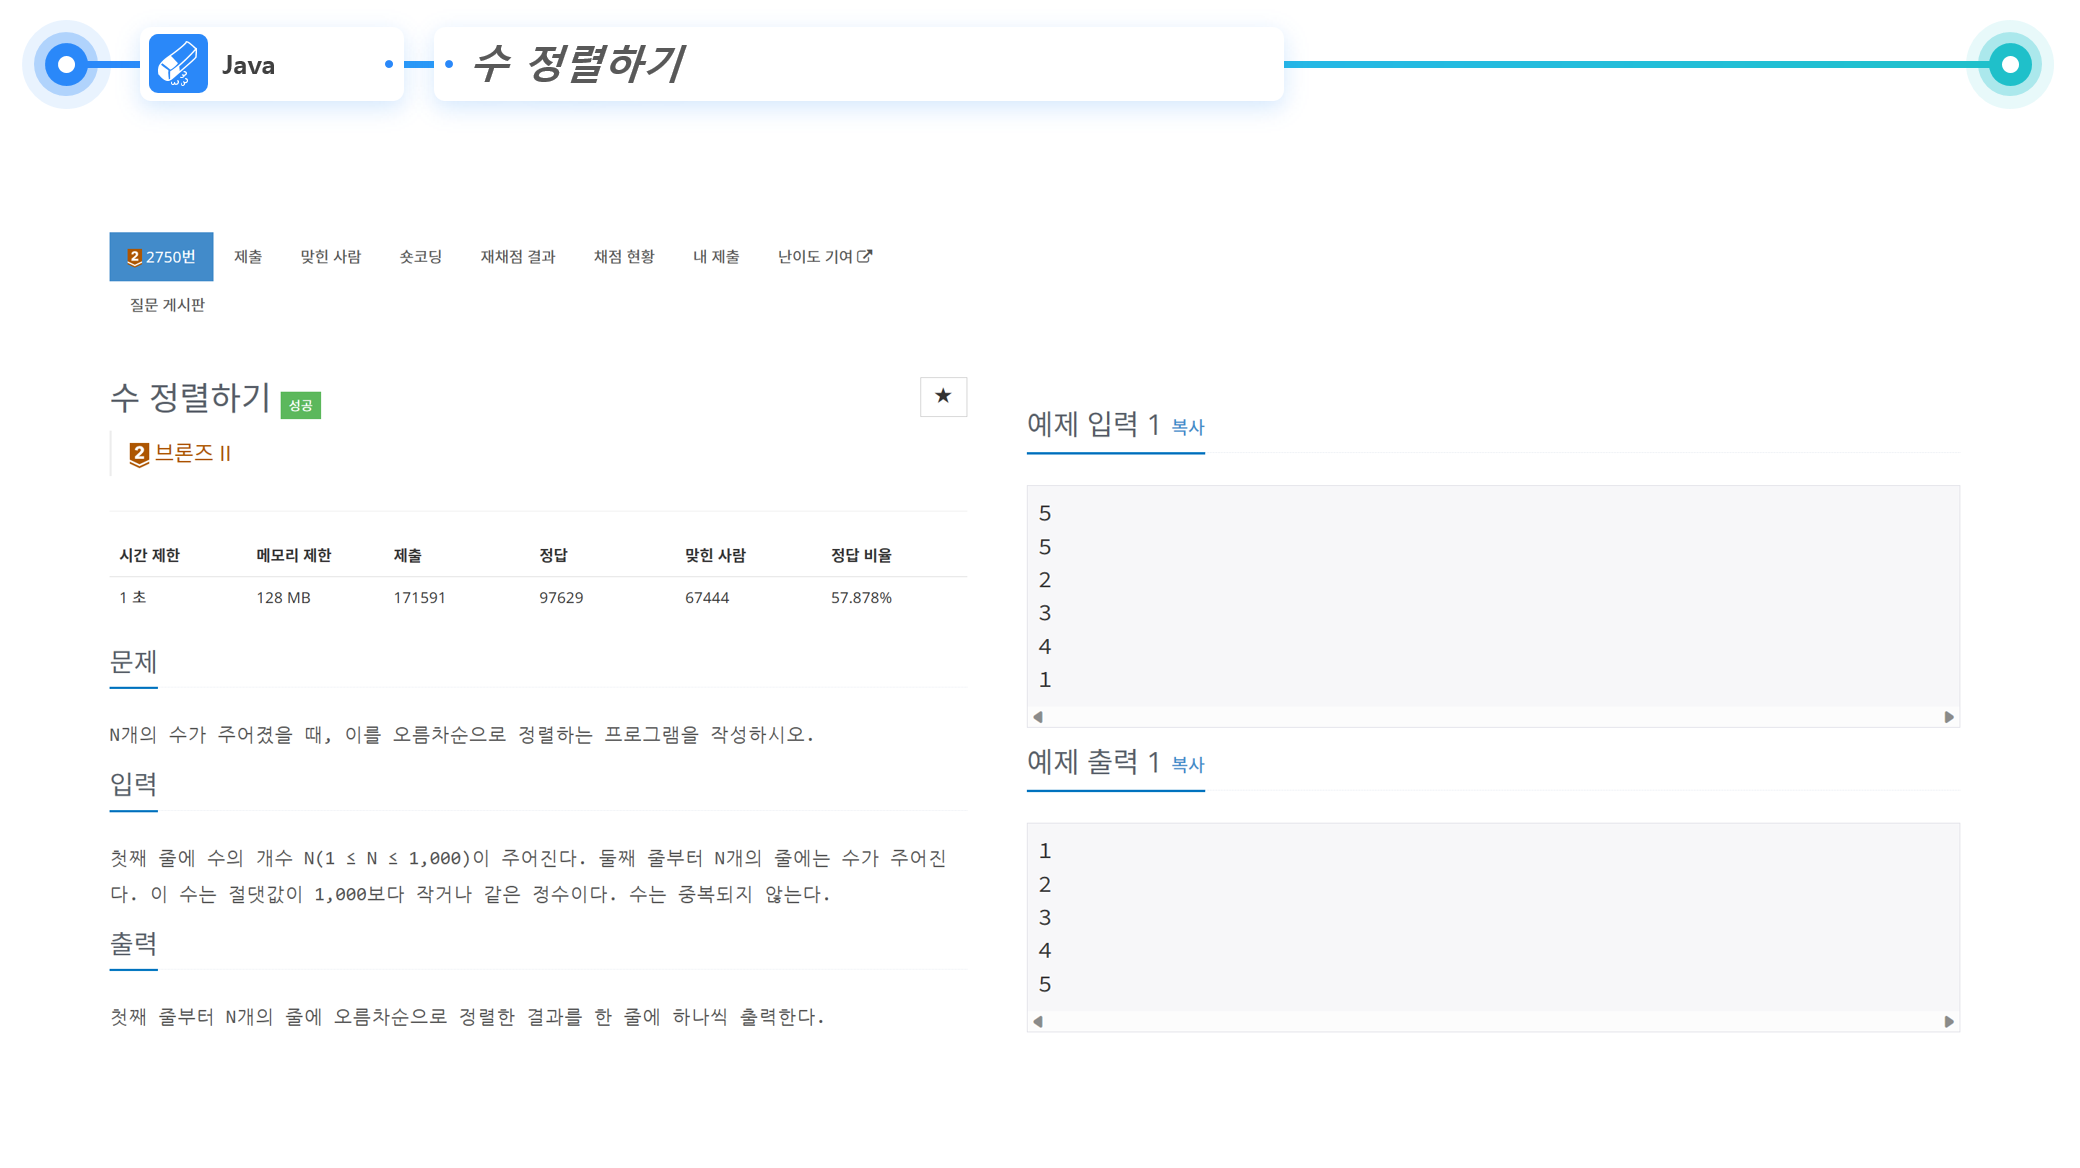 Java
수 정렬하기
2 2750번 제출 맞힌 사람 숏코딩 재채점 결과 채점 현황 내 제출 난이도 기여
질문 게시판
수 정렬하기 성공
2 브론즈 II
시간 제한 메모리 제한 제출 정답 맞힌 사람 정답 비율
1 초 128 MB 171591 97629 67444 57.878%
문제
N개의 수가 주어졌을 때, 이를 오름차순으로 정렬하는 프로그램을 작성하시오.
입력
첫째 줄에 수의 개수 N(1 ≤ N ≤ 1,000)이 주어진다. 둘째 줄부터 N개의 줄에는 수가 주어진
다. 이 수는 절댓값이 1,000보다 작거나 같은 정수이다. 수는 중복되지 않는다.
출력
첫째 줄부터 N개의 줄에 오름차순으로 정렬한 결과를 한 줄에 하나씩 출력한다.
예제 입력 1 복사
5
5
2
3
4
1
예제 출력 1 복사
1
2
3
4
5